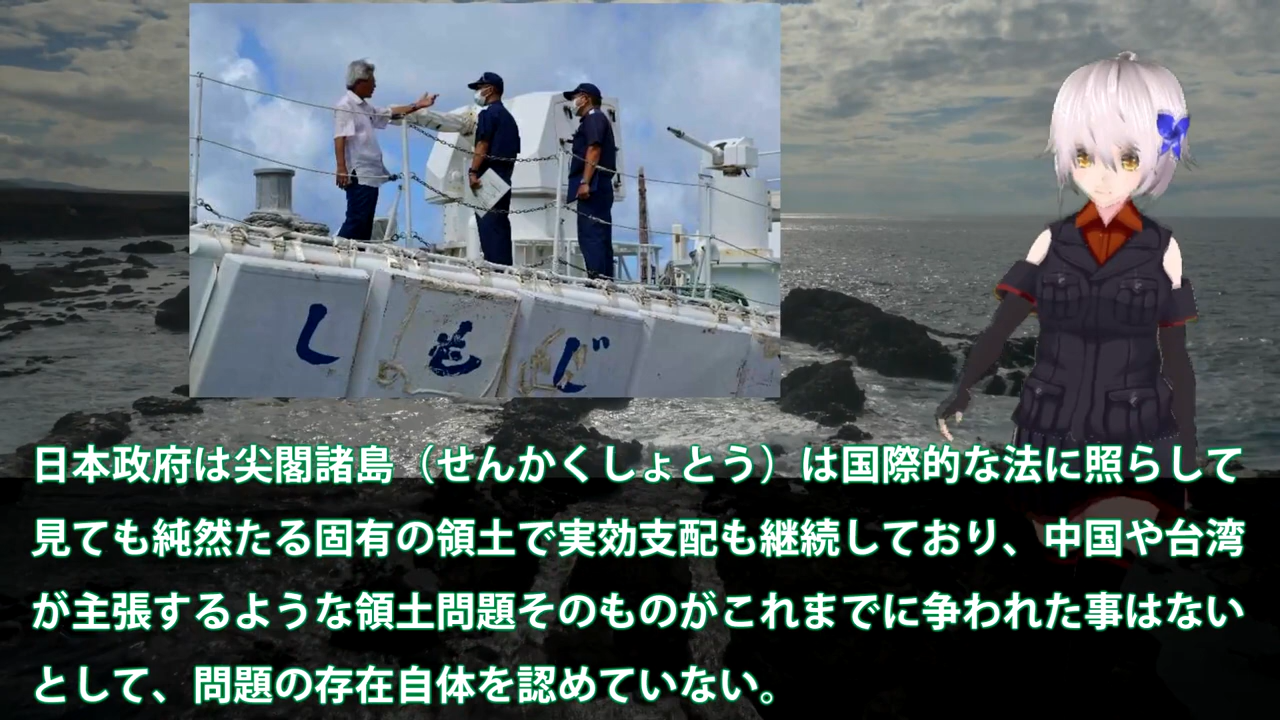 しもじ
日本政府は尖閣諸島（せんかくしょとう）は国際的な法に照らして
見ても純然たる固有の領土で実効支配も継続しており、中国や台湾
が主張するような領土問題そのものがこれまでに争われた事はない
として、問題の存在自体を認めていない。